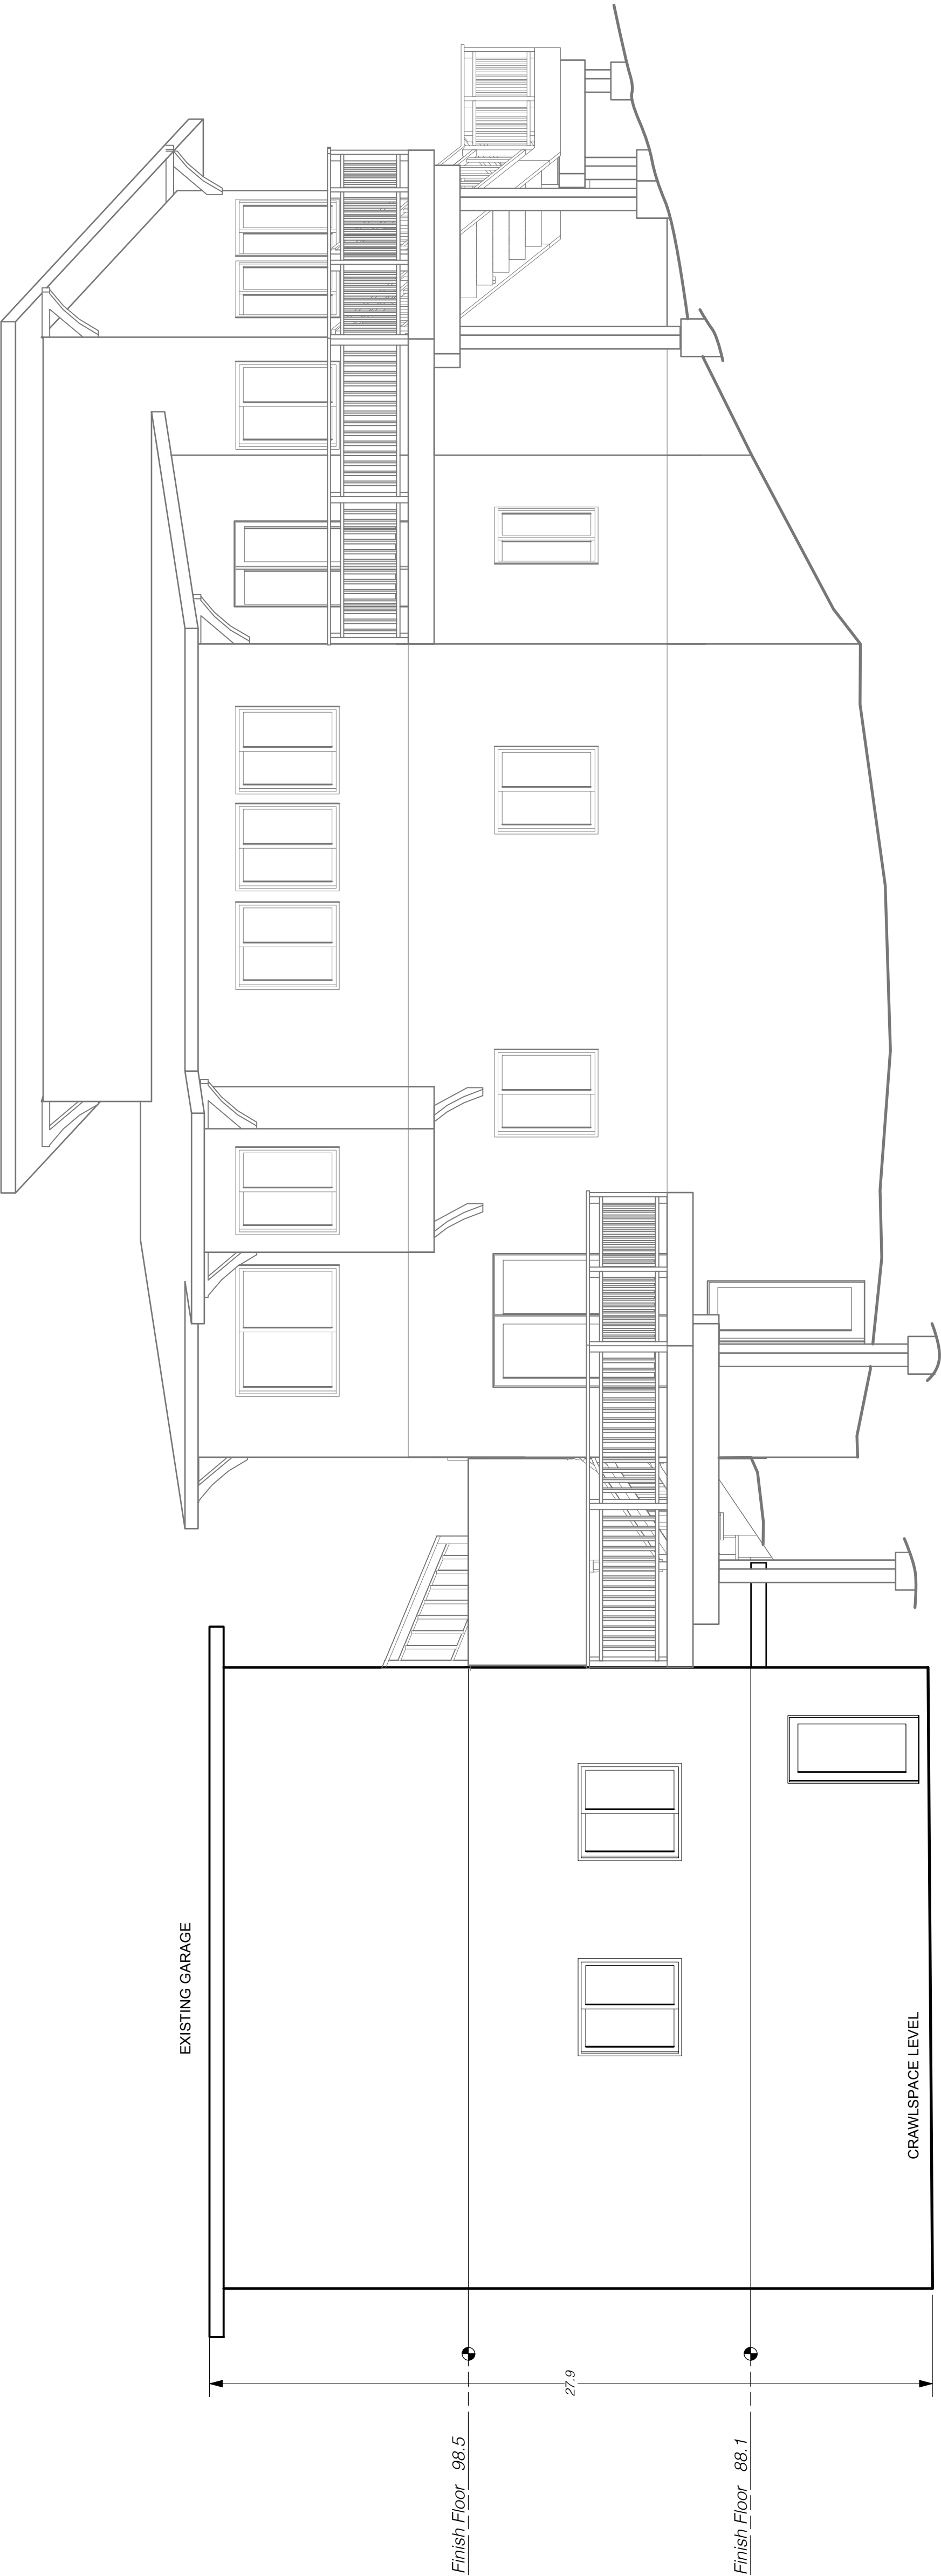 EXISTING GARAGE
Finish Floor 98.5
27.9
Finish Floor 88.1
CRAWLSPACE LEVEL